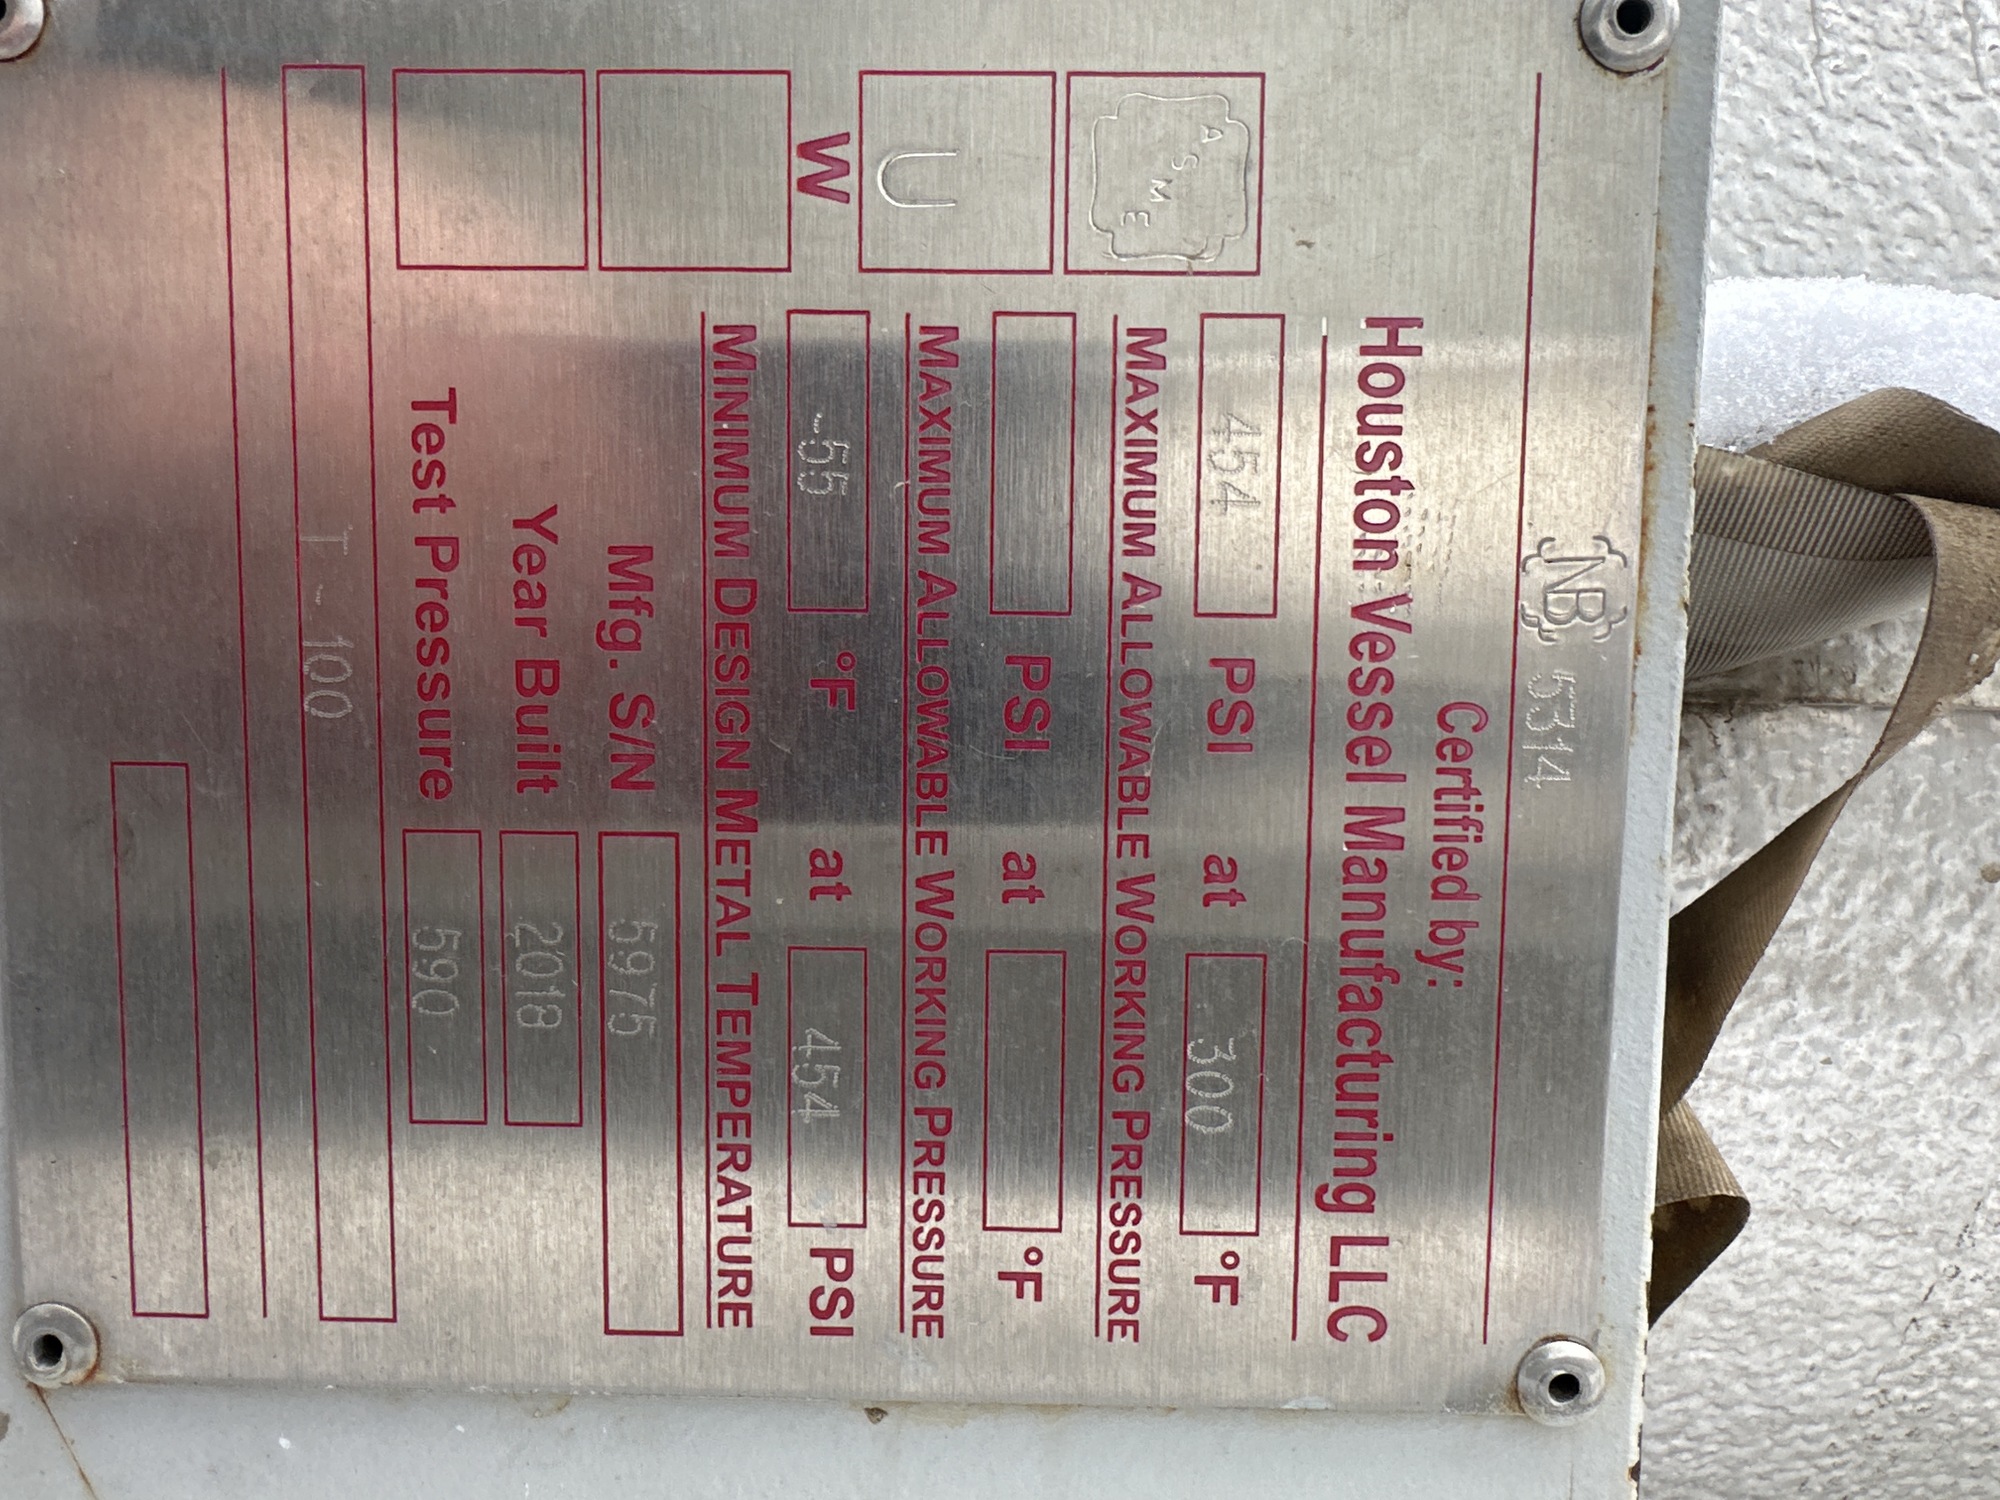 NB 5314
Certified by:
Houston Vessel Manufacturing LLC
ASME
454 PSI at 300 °F
MAXIMUM ALLOWABLE WORKING PRESSURE
U
PSI at °F
MAXIMUM ALLOWABLE WORKING PRESSURE
W
-55 °F at 454 PSI
MINIMUM DESIGN METAL TEMPERATURE
Mfg. S/N 5975
Year Built 2018
Test Pressure 590
T - 100